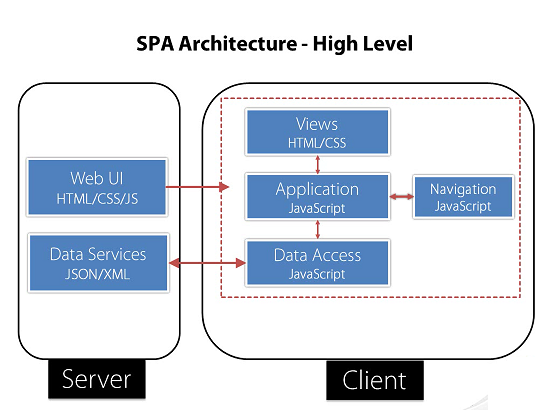 SPA Architecture - High Level
Web UI
HTML/CSS/JS
Data Services
JSON/XML
Server
Views
HTML/CSS
Application
JavaScript
Navigation
JavaScript
Data Access
JavaScript
Client